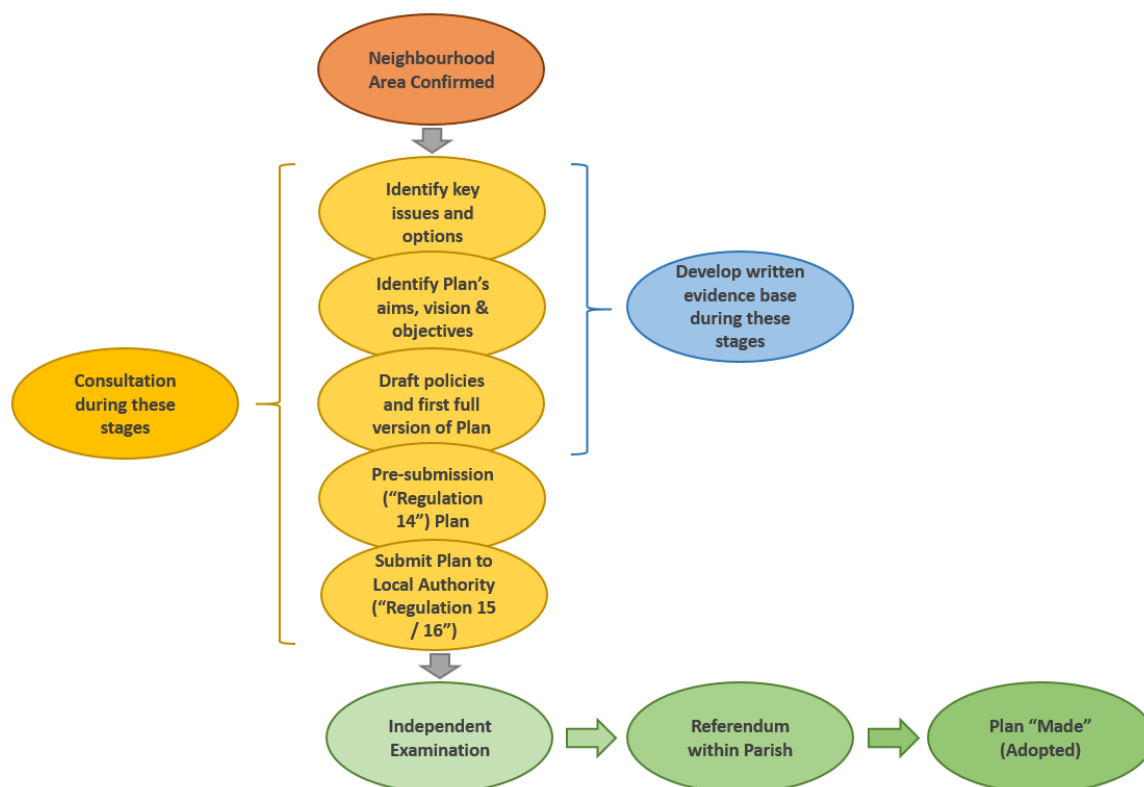 Neighbourhood
Area Confirmed
Identify key
issues and
options
Identify Plan's
aims, vision &
objectives
Develop written
evidence base
during these
stages
Consultation
during these
stages
Draft policies
and first full
version of Plan
Pre-submission
(“Regulation
14”) Plan
Submit Plan to
Local Authority
(“Regulation 15
/ 16”)
Independent
Examination
Referendum
within Parish
Plan “Made”
(Adopted)